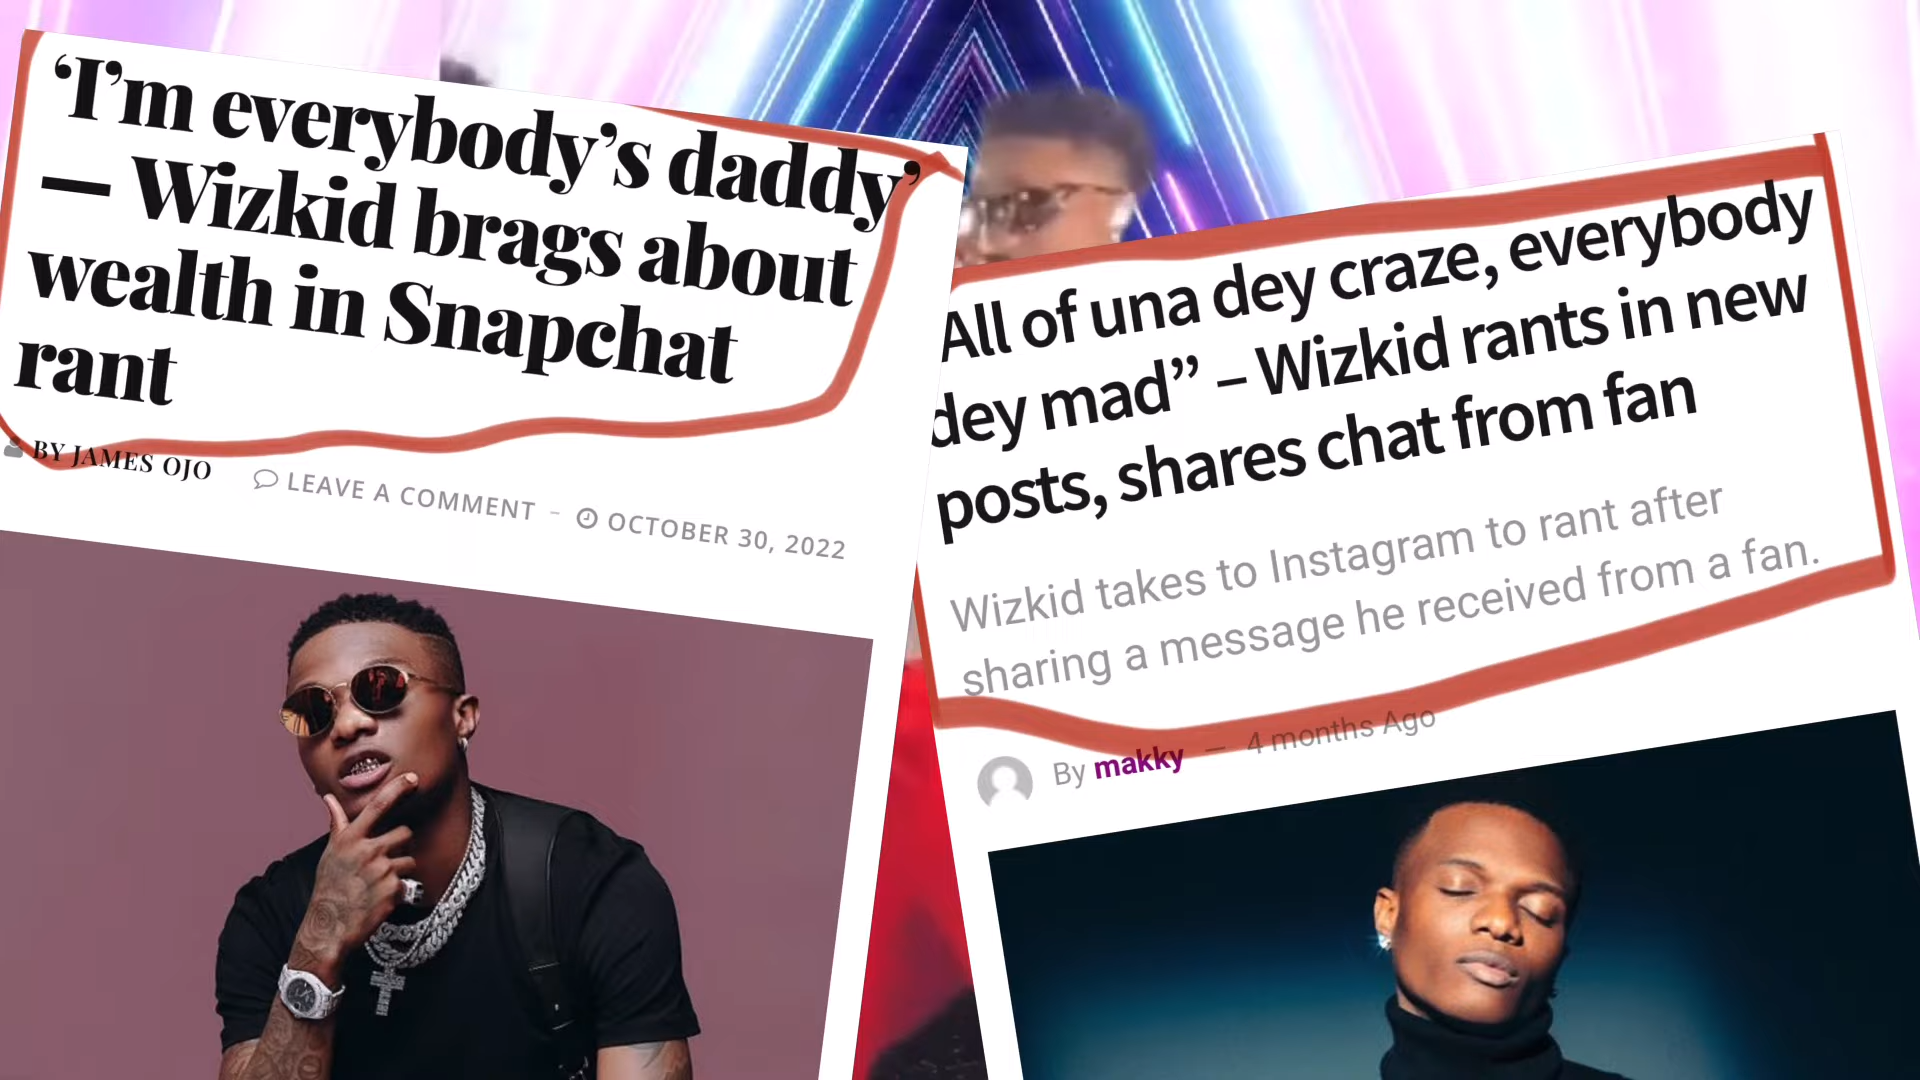 ‘I’m everybody’s daddy’
— Wizkid brags about
wealth in Snapchat
rant
BY JAMES OJO
LEAVE A COMMENT - OCTOBER 30, 2022
All of una dey craze, everybody
dey mad” – Wizkid rants in new
posts, shares chat from fan
Wizkid takes to Instagram to rant after
sharing a message he received from a fan.
By makky — 4 months Ago